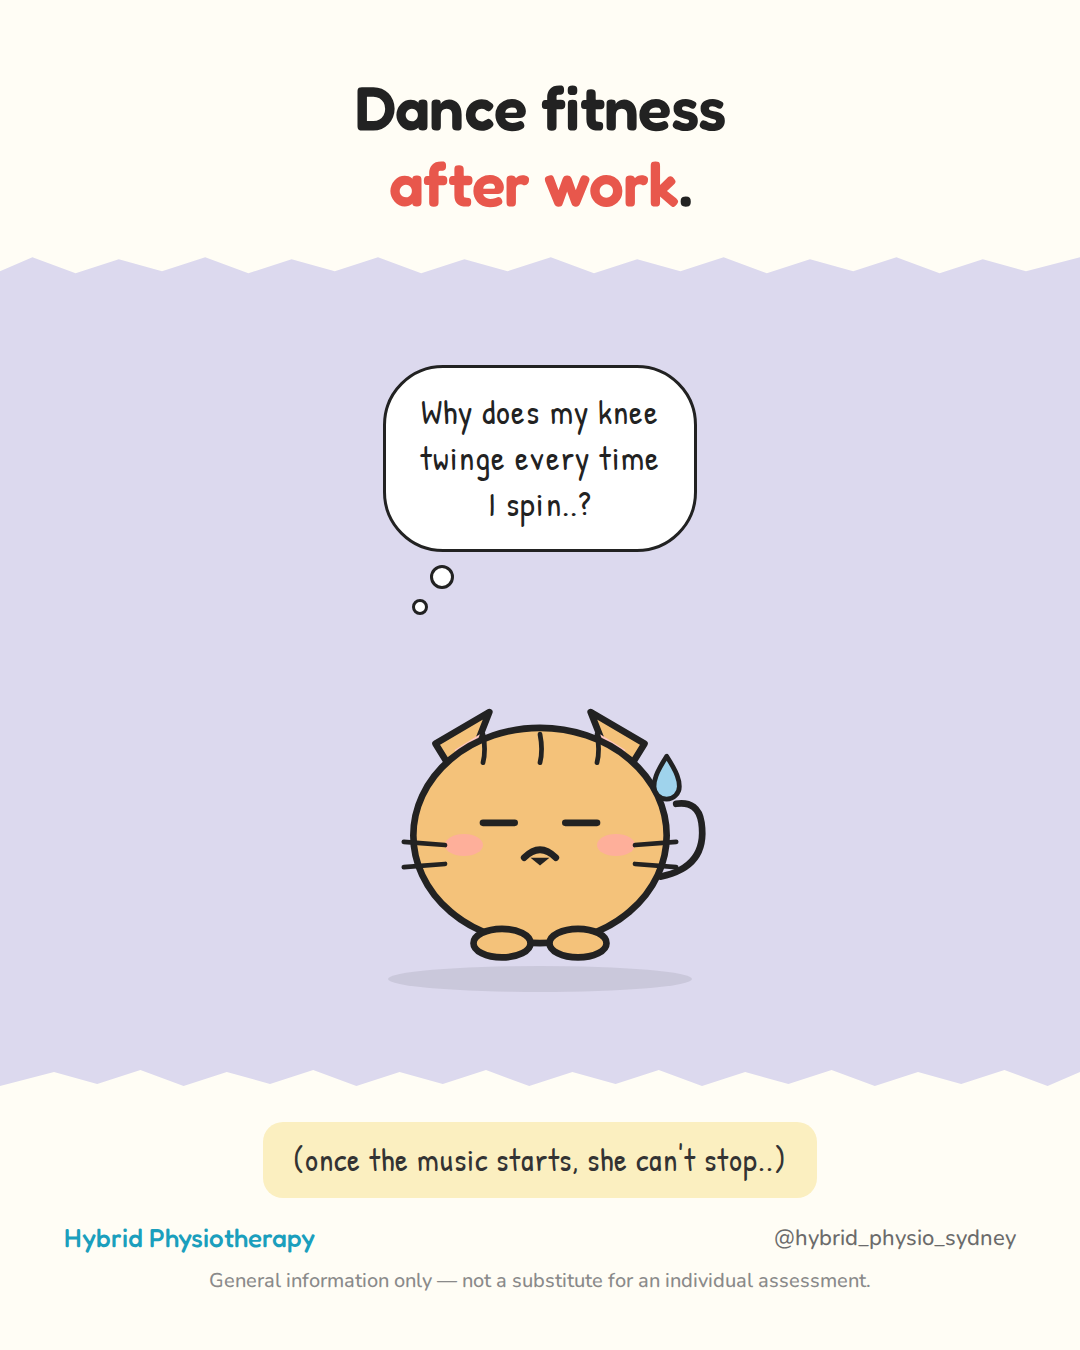 Dance fitness
after work.
Why does my knee
twinge every time
I spin..?
(once the music starts, she can't stop..)
Hybrid Physiotherapy
@hybrid_physio_sydney
General information only — not a substitute for an individual assessment.